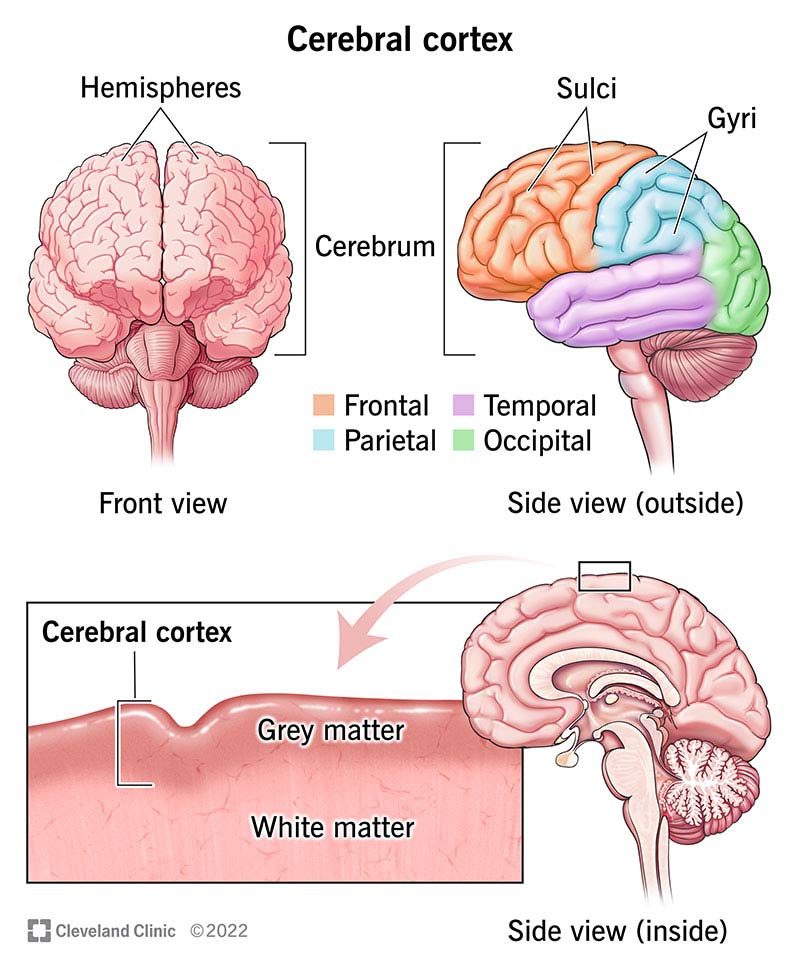 Cerebral cortex
Hemispheres
Sulci
Gyri
Cerebrum
Frontal
Temporal
Parietal
Occipital
Front view
Side view (outside)
Cerebral cortex
Grey matter
White matter
Cleveland Clinic ©2022
Side view (inside)